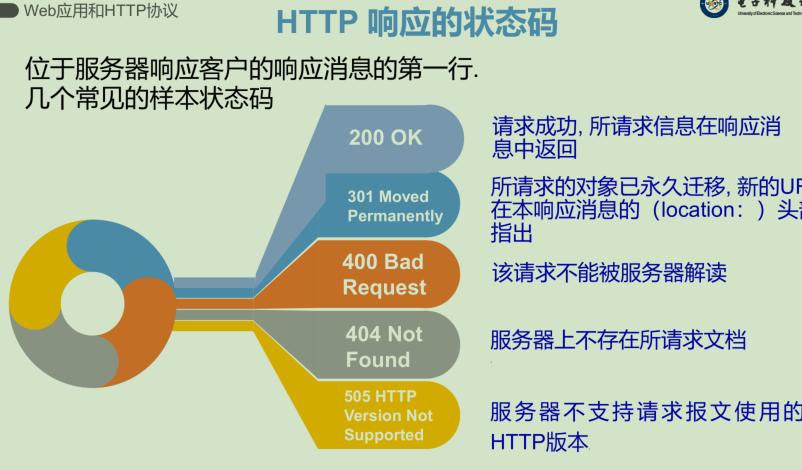 Web应用和HTTP协议
HTTP 响应的状态码
位于服务器响应客户的响应消息的第一行.
几个常见的样本状态码
200 OK
请求成功, 所请求信息在响应消
息中返回
301 Moved
Permanently
所请求的对象已永久迁移, 新的UR
在本响应消息的（location：）头部
指出
400 Bad
Request
该请求不能被服务器解读
404 Not
Found
服务器上不存在所请求文档
505 HTTP
Version Not
Supported
服务器不支持请求报文使用的
HTTP版本